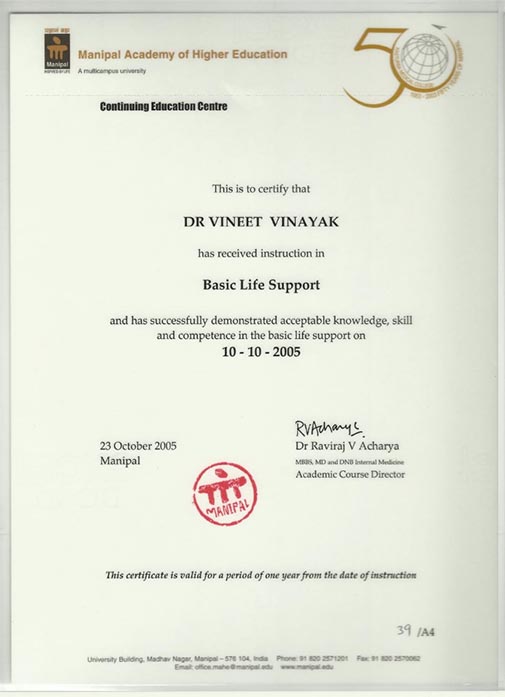 Manipal
INSPIRED BY LIFE
Manipal Academy of Higher Education
A multicampus university
50
Continuing Education Centre
This is to certify that
DR VINEET VINAYAK
has received instruction in
Basic Life Support
and has successfully demonstrated acceptable knowledge, skill
and competence in the basic life support on
10 - 10 - 2005
RVAcharya
23 October 2005
Manipal
Dr Raviraj V Acharya
MBBS, MD and DNB Internal Medicine
Academic Course Director
MANIPAL
This certificate is valid for a period of one year from the date of instruction
39 /A4
University Building, Madhav Nagar, Manipal – 576 104, India Phone: 91 820 2571201 Fax: 91 820 2570062
Email: office.mahe@manipal.edu www.manipal.edu